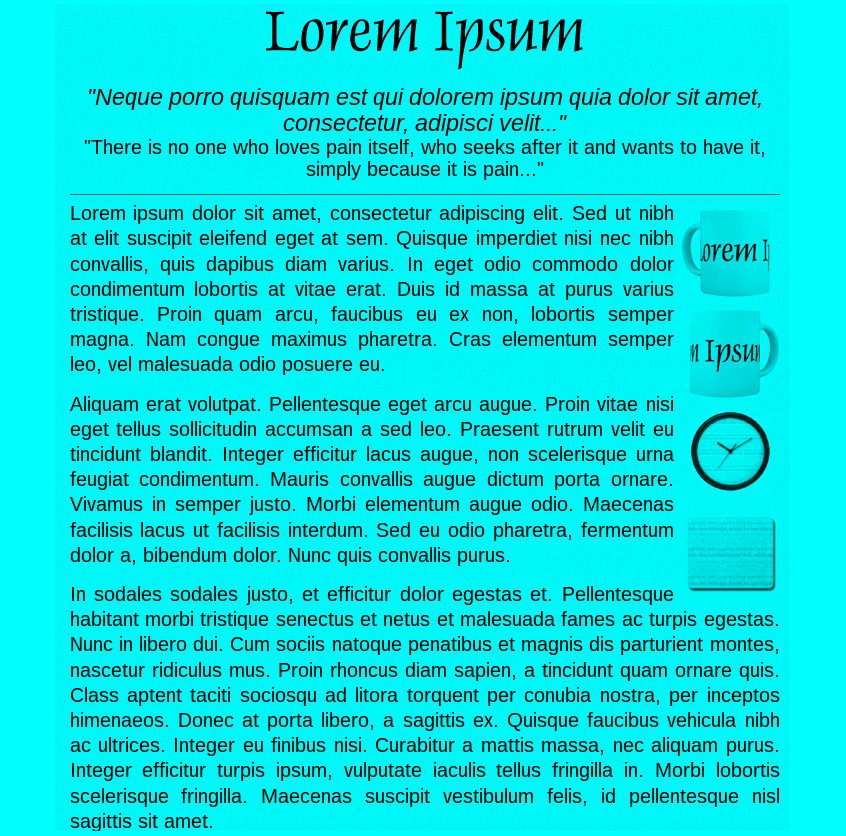 Lorem Ipsum
"Neque porro quisquam est qui dolorem ipsum quia dolor sit amet,
consectetur, adipisci velit..."
"There is no one who loves pain itself, who seeks after it and wants to have it,
simply because it is pain..."
Lorem ipsum dolor sit amet, consectetur adipiscing elit. Sed ut nibh
at elit suscipit eleifend eget at sem. Quisque imperdiet nisi nec nibh
convallis, quis dapibus diam varius. In eget odio commodo dolor
condimentum lobortis at vitae erat. Duis id massa at purus varius
tristique. Proin quam arcu, faucibus eu ex non, lobortis semper
magna. Nam congue maximus pharetra. Cras elementum semper
leo, vel malesuada odio posuere eu.
Aliquam erat volutpat. Pellentesque eget arcu augue. Proin vitae nisi
eget tellus sollicitudin accumsan a sed leo. Praesent rutrum velit eu
tincidunt blandit. Integer efficitur lacus augue, non scelerisque urna
feugiat condimentum. Mauris convallis augue dictum porta ornare.
Vivamus in semper justo. Morbi elementum augue odio. Maecenas
facilisis lacus ut facilisis interdum. Sed eu odio pharetra, fermentum
dolor a, bibendum dolor. Nunc quis convallis purus.
In sodales sodales justo, et efficitur dolor egestas et. Pellentesque
habitant morbi tristique senectus et netus et malesuada fames ac turpis egestas.
Nunc in libero dui. Cum sociis natoque penatibus et magnis dis parturient montes,
nascetur ridiculus mus. Proin rhoncus diam sapien, a tincidunt quam ornare quis.
Class aptent taciti sociosqu ad litora torquent per conubia nostra, per inceptos
himenaeos. Donec at porta libero, a sagittis ex. Quisque faucibus vehicula nibh
ac ultrices. Integer eu finibus nisi. Curabitur a mattis massa, nec aliquam purus.
Integer efficitur turpis ipsum, vulputate iaculis tellus fringilla in. Morbi lobortis
scelerisque fringilla. Maecenas suscipit vestibulum felis, id pellentesque nisl
sagittis sit amet.
orem Ip
m Ipsum